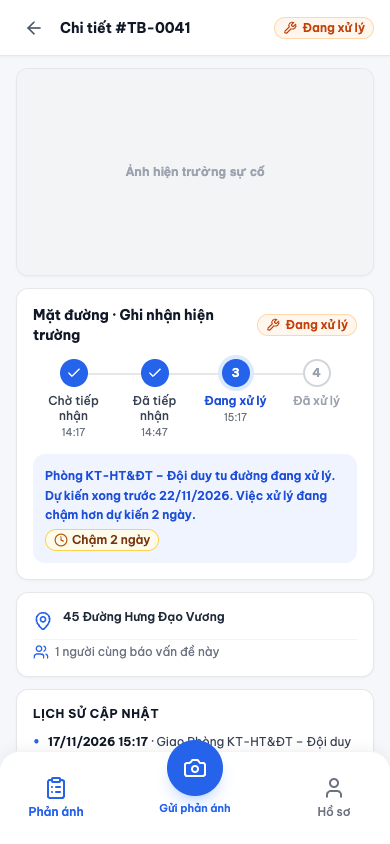 Chi tiết #TB-0041
Đang xử lý
Ảnh hiện trường sự cố
Mặt đường · Ghi nhận hiện
trường
Đang xử lý
3
4
Chờ tiếp
nhận
14:17
Đã tiếp
nhận
14:47
Đang xử lý
15:17
Đã xử lý
Phòng KT-HT&ĐT – Đội duy tu đường đang xử lý.
Dự kiến xong trước 22/11/2026. Việc xử lý đang
chậm hơn dự kiến 2 ngày.
Chậm 2 ngày
45 Đường Hưng Đạo Vương
1 người cùng báo vấn đề này
LỊCH SỬ CẬP NHẬT
• 17/11/2026 15:17 · Giao Phòng KT-HT&ĐT – Đội duy
Phản ánh
Gửi phản ánh
Hồ sơ